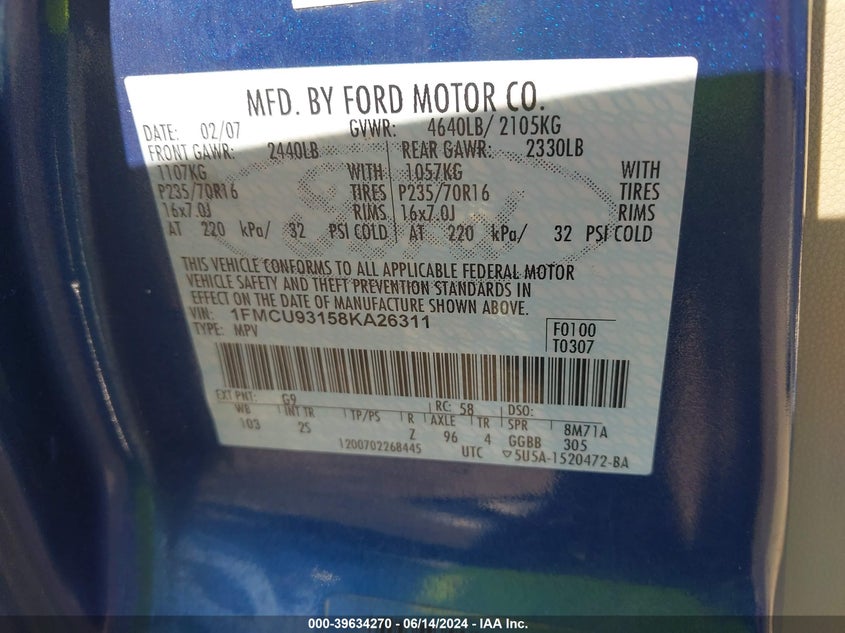 MFD. BY FORD MOTOR CO.
DATE: 02/07 GVWR: 4640LB/ 2105KG
FRONT GAWR: 2440LB REAR GAWR: 2330LB
1107KG WITH 1057KG WITH
P235/70R16 TIRES P235/70R16 TIRES
16x7.0J RIMS 16x7.0J RIMS
AT 220 kPa/ 32 PSI COLD AT 220 kPa/ 32 PSI COLD
THIS VEHICLE CONFORMS TO ALL APPLICABLE FEDERAL MOTOR
VEHICLE SAFETY AND THEFT PREVENTION STANDARDS IN
EFFECT ON THE DATE OF MANUFACTURE SHOWN ABOVE.
VIN: 1FMCU93158KA26311
TYPE: MPV
F0100
T0307
EXT PNT: G9 RC: 58 DSO:
WB INT TR TP/PS R AXLE TR SPR 8M71A
103 2S Z 96 4 GGBB 305
1200702268445 UTC ▽5U5A-1520472-BA
000-39634270 - 06/14/2024 - IAA Inc.